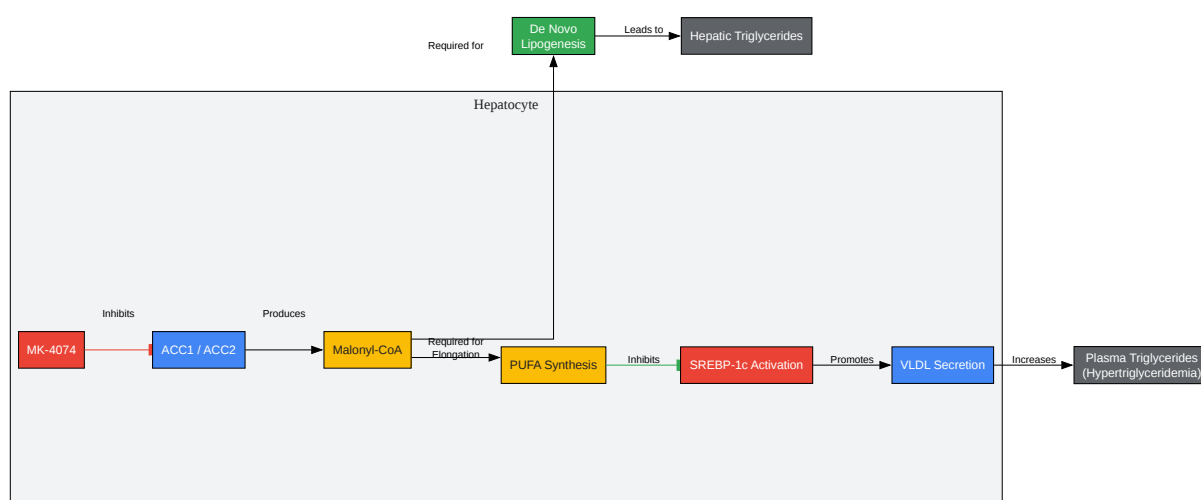 De Novo
Lipogenesis
Leads to
Hepatic Triglycerides
Required for
Hepatocyte
MK-4074
Inhibits
ACC1 / ACC2
Produces
Malonyl-CoA
Required for
Elongation
PUFA Synthesis
Inhibits
SREBP-1c Activation
Promotes
VLDL Secretion
Increases
Plasma Triglycerides
(Hypertriglyceridemia)